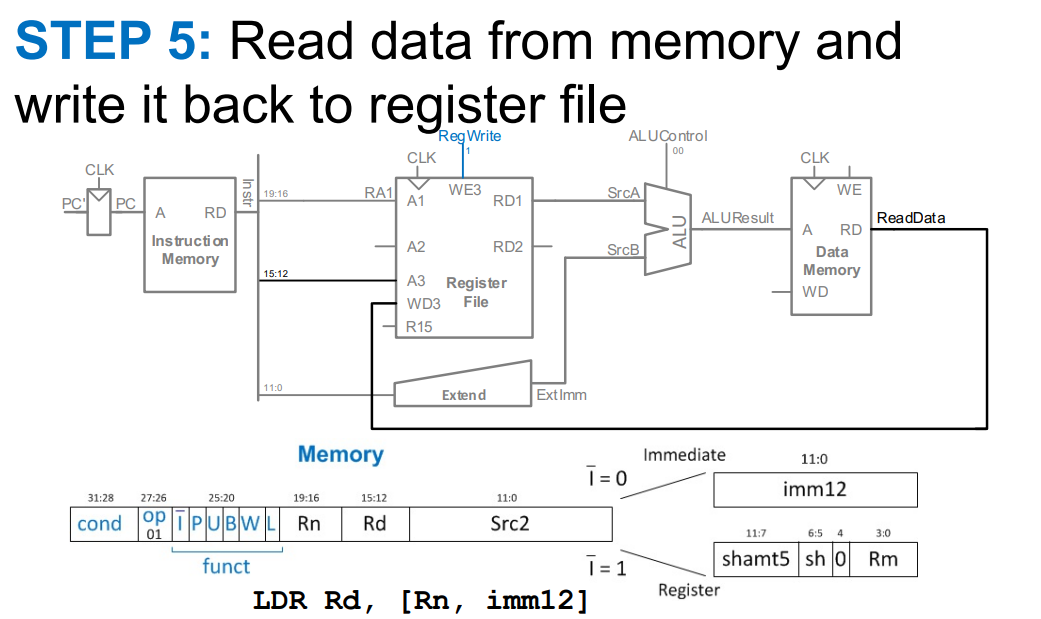 STEP 5: Read data from memory and
write it back to register file
RegWrite
1
ALUControl
00
CLK
CLK
CLK
PC'
PC
A
RD
Instruction
Memory
Instr
19:16
RA1
A1
WE3
RD1
SrcA
A2
RD2
SrcB
ALU
ALUResult
15:12
A3
Register
File
WD3
R15
WE
A
RD
ReadData
Data
Memory
WD
11:0
Extend
ExtImm
Memory
31:28
27:26
25:20
19:16
15:12
11:0
cond
op
01
I
P
U
B
W
L
Rn
Rd
Src2
funct
I = 0
Immediate
11:0
imm12
I = 1
Register
11:7
6:5
4
3:0
shamt5
sh
0
Rm
LDR Rd, [Rn, imm12]